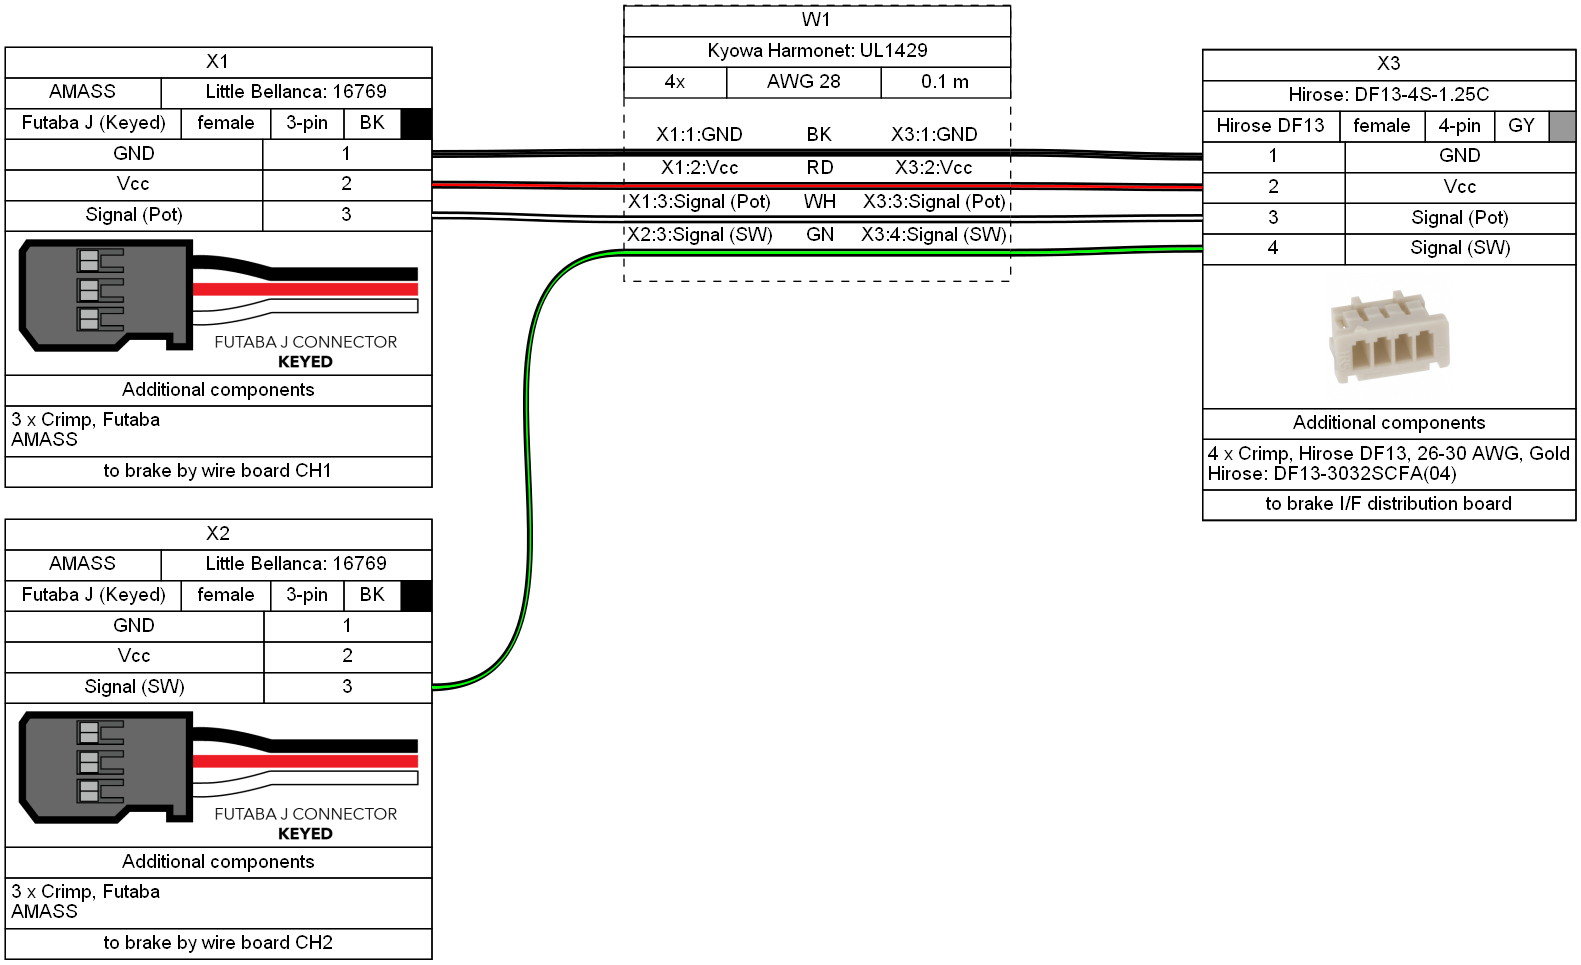 X1
AMASS Little Bellanca: 16769
Futaba J (Keyed) female 3-pin BK
GND 1
Vcc 2
Signal (Pot) 3
FUTABA J CONNECTOR
KEYED
Additional components
3 x Crimp, Futaba
AMASS
to brake by wire board CH1
X2
AMASS Little Bellanca: 16769
Futaba J (Keyed) female 3-pin BK
GND 1
Vcc 2
Signal (SW) 3
FUTABA J CONNECTOR
KEYED
Additional components
3 x Crimp, Futaba
AMASS
to brake by wire board CH2
W1
Kyowa Harmonet: UL1429
4x AWG 28 0.1 m
X1:1:GND BK X3:1:GND
X1:2:Vcc RD X3:2:Vcc
X1:3:Signal (Pot) WH X3:3:Signal (Pot)
X2:3:Signal (SW) GN X3:4:Signal (SW)
X3
Hirose: DF13-4S-1.25C
Hirose DF13 female 4-pin GY
1 GND
2 Vcc
3 Signal (Pot)
4 Signal (SW)
Additional components
4 x Crimp, Hirose DF13, 26-30 AWG, Gold
Hirose: DF13-3032SCFA(04)
to brake I/F distribution board